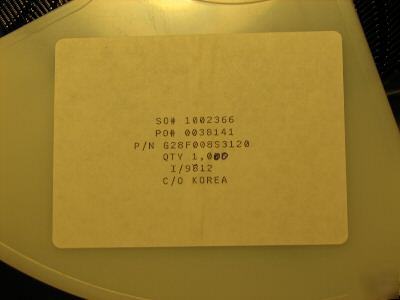 SO# 1002366
PO# 0038141
P/N G28F008S3120
QTY 1,000
I/9812
C/O KOREA